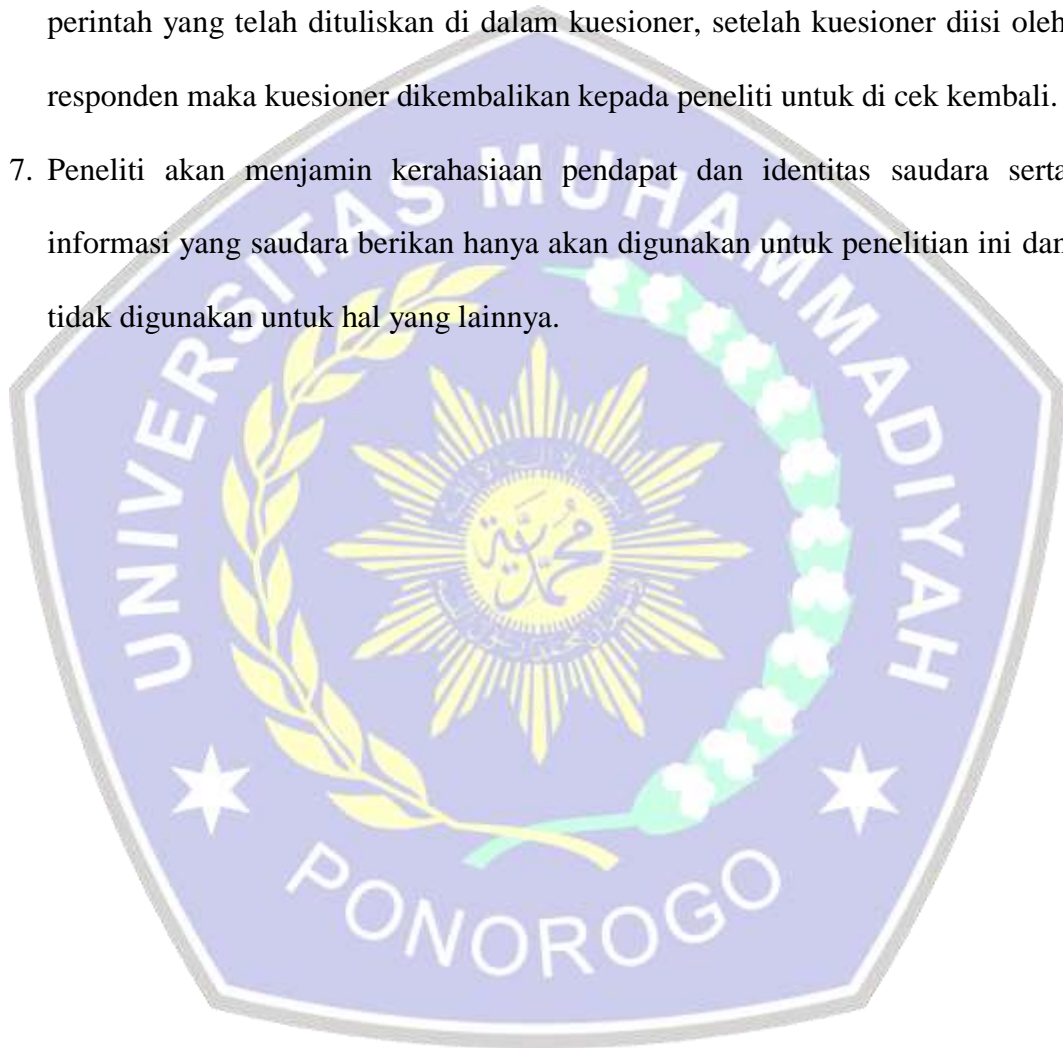 perintah yang telah dituliskan di dalam kuesioner, setelah kuesioner diisi oleh
responden maka kuesioner dikembalikan kepada peneliti untuk di cek kembali.
7. Peneliti akan menjamin kerahasiaan pendapat dan identitas saudara serta
informasi yang saudara berikan hanya akan digunakan untuk penelitian ini dan
tidak digunakan untuk hal yang lainnya.
UNIVERSITAS MUHAMMADIYAH
محمدية
PONOROGO